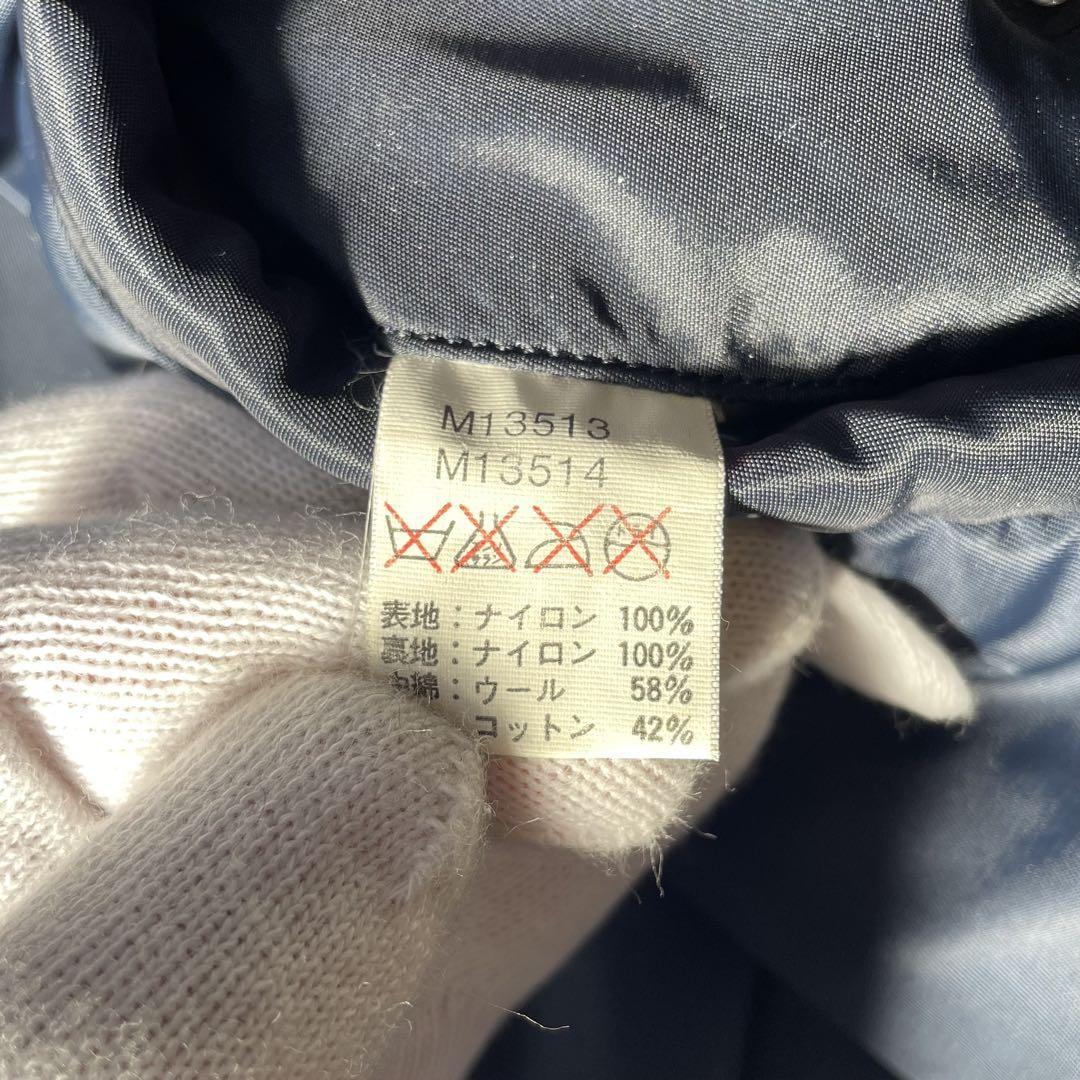 M13513
M13514
表地：ナイロン 100%
裏地：ナイロン 100%
中綿：ウール 58%
コットン 42%